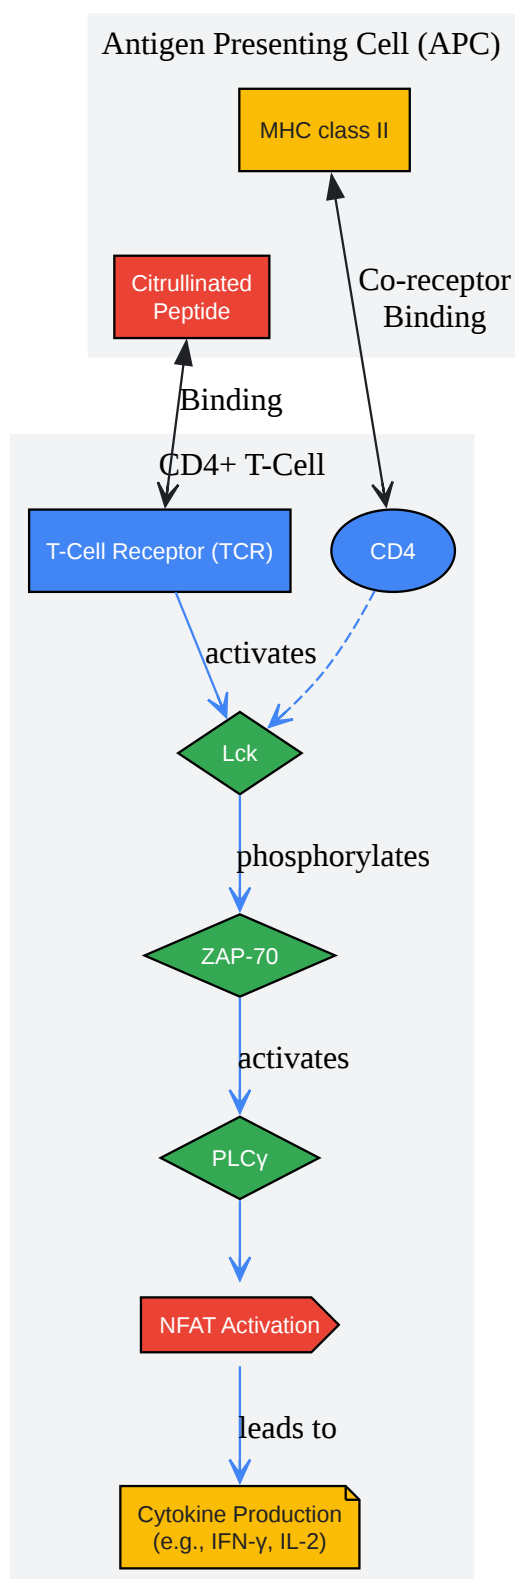 Antigen Presenting Cell (APC)
MHC class II
Citrullinated
Peptide
Co-receptor
Binding
Binding
CD4+ T-Cell
T-Cell Receptor (TCR)
CD4
activates
Lck
phosphorylates
ZAP-70
activates
PLCγ
NFAT Activation
leads to
Cytokine Production
(e.g., IFN-γ, IL-2)